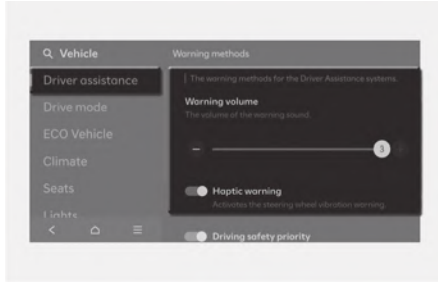 Vehicle
Warning methods
Driver assistance
The warning methods for the Driver Assistance systems.
Drive mode
Warning volume
The volume of the warning sound.
ECO Vehicle
3
Climate
Seats
Haptic warning
Activates the steering wheel vibration warning.
Lights
Driving safety priority